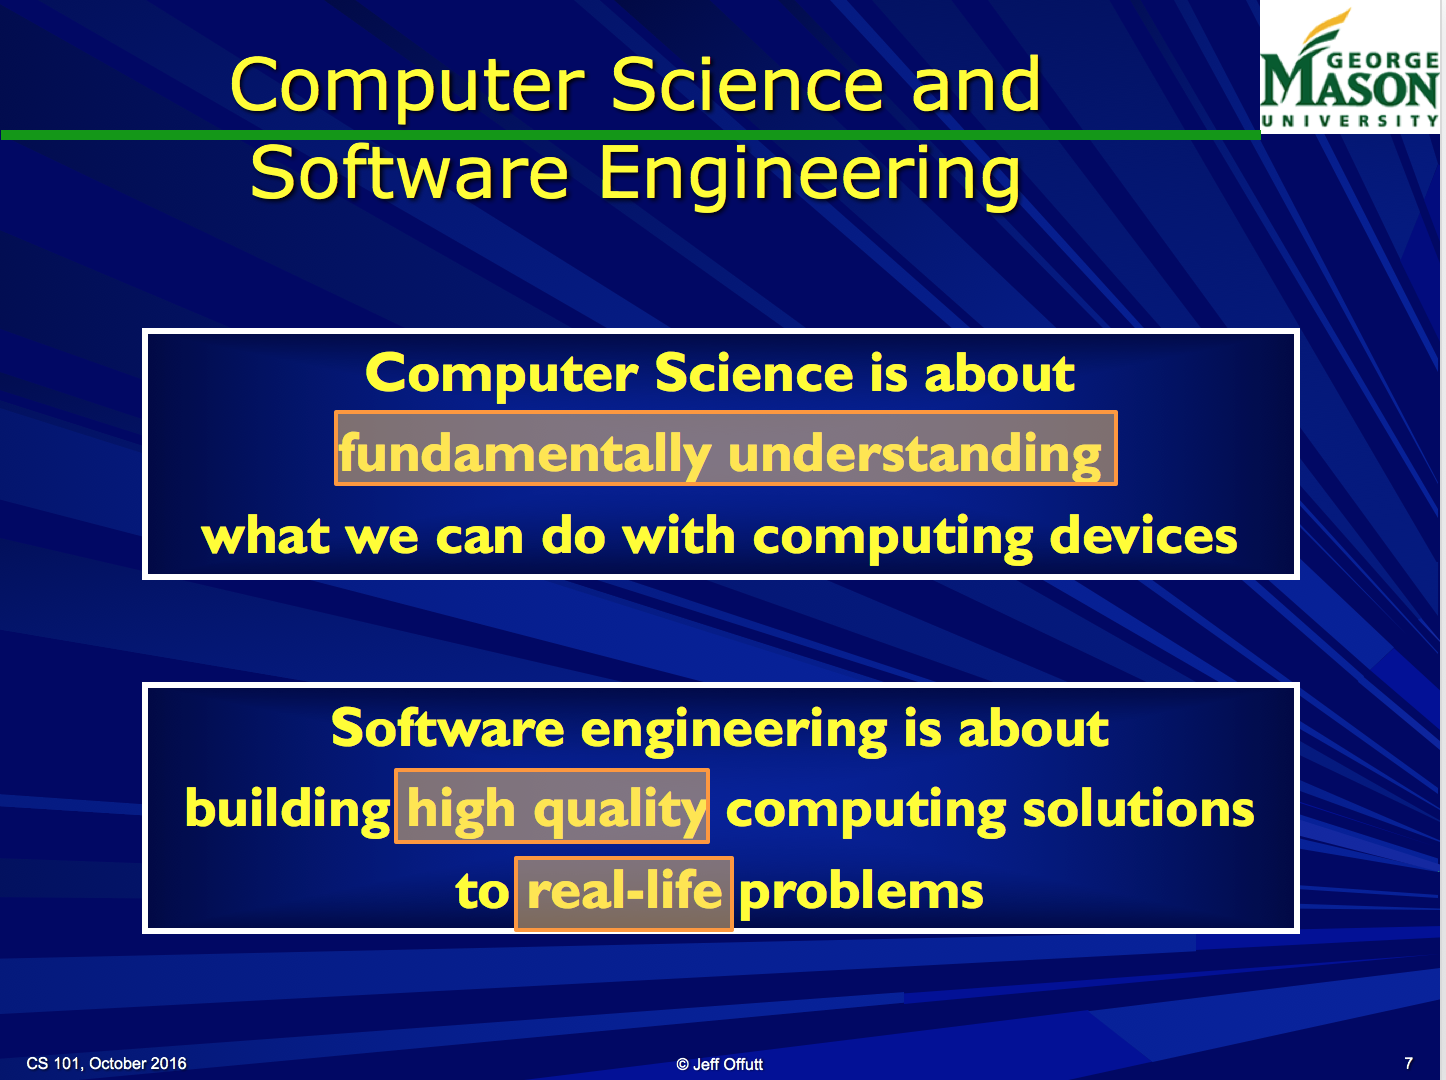 Computer Science and
Software Engineering
GEORGE
MASON
UNIVERSITY
Computer Science is about
fundamentally understanding
what we can do with computing devices
Software engineering is about
building high quality computing solutions
to real-life problems
CS 101, October 2016
© Jeff Offutt
7